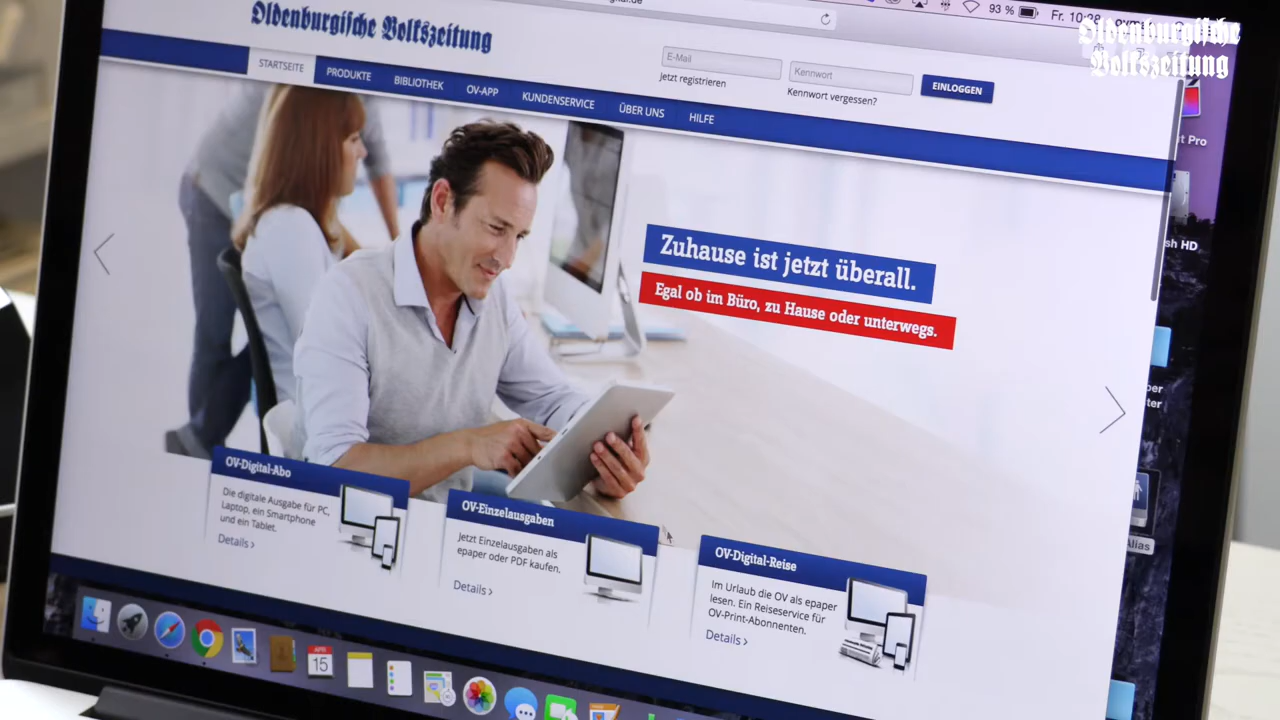 93 %
Fr. 10:28
Oldenburgische Volkszeitung
Oldenburgische
Volkszeitung
E-Mail
Kennwort
EINLOGGEN
Jetzt registrieren
Kennwort vergessen?
STARTSEITE
PRODUKTE
BIBLIOTHEK
OV-APP
KUNDENSERVICE
ÜBER UNS
HILFE
Zuhause ist jetzt überall.
Egal ob im Büro, zu Hause oder unterwegs.
OV-Digital-Abo
Die digitale Ausgabe für PC,
Laptop, ein Smartphone
und ein Tablet.
Details ›
OV-Einzelausgaben
Jetzt Einzelausgaben als
epaper oder PDF kaufen.
Details ›
OV-Digital-Reise
Im Urlaub die OV als epaper
lesen. Ein Reiseservice für
OV-Print-Abonnenten.
Details ›
Pro
HD
Alias
APR
15